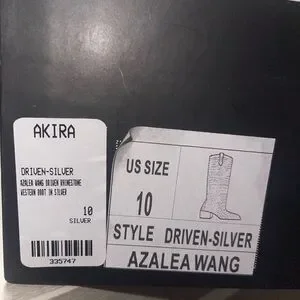 AKIRA
DRIVEN-SILVER
AZALEA WANG DRIVEN RHINESTONE
WESTERN BOOT IN SILVER
10
SILVER
335747
US SIZE
10
STYLE DRIVEN-SILVER
AZALEA WANG